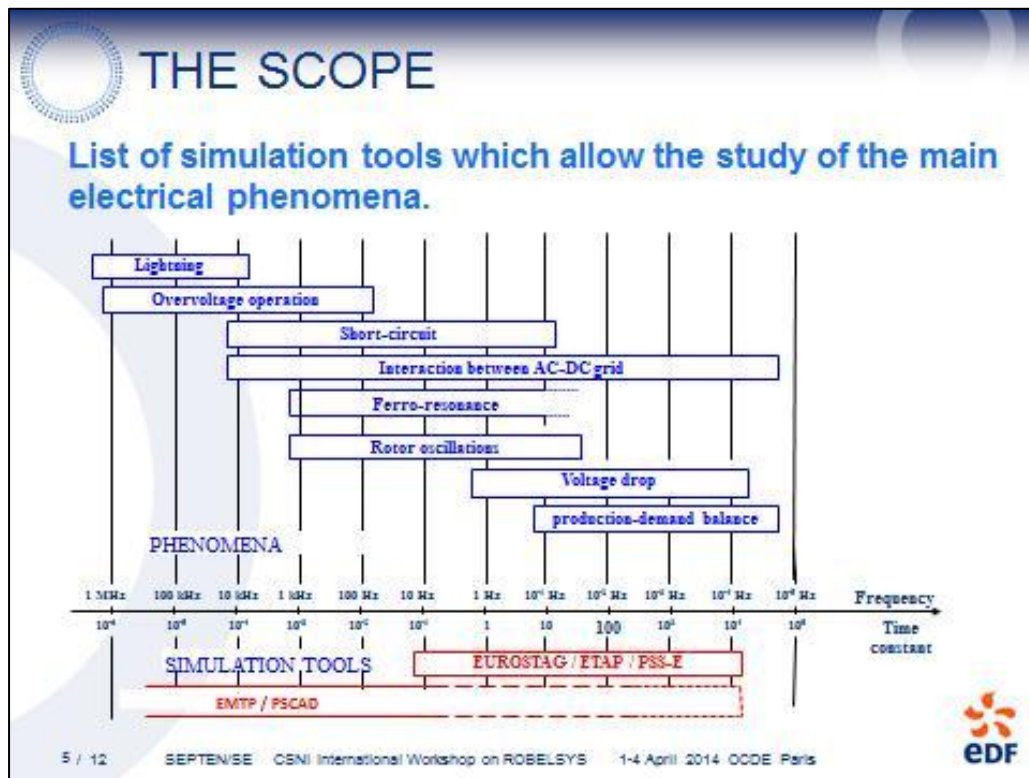 THE SCOPE
List of simulation tools which allow the study of the main
electrical phenomena.
Lightning
Overvoltage operation
Short-circuit
Interaction between AC-DC grid
Ferro-resonance
Rotor oscillations
Voltage drop
production-demand balance
PHENOMENA
1 MHz 100 kHz 10 kHz 1 kHz 100 Hz 10 Hz 1 Hz Frequency
1 10 100 Time
constant
SIMULATION TOOLS EUROSTAG / ETAP / PSS-E
EMTP / PSCAD
5 / 12 SEPTEN/SE CSNI International Workshop on ROBELSYS 1-4 April 2014 OCDE Paris
eDF